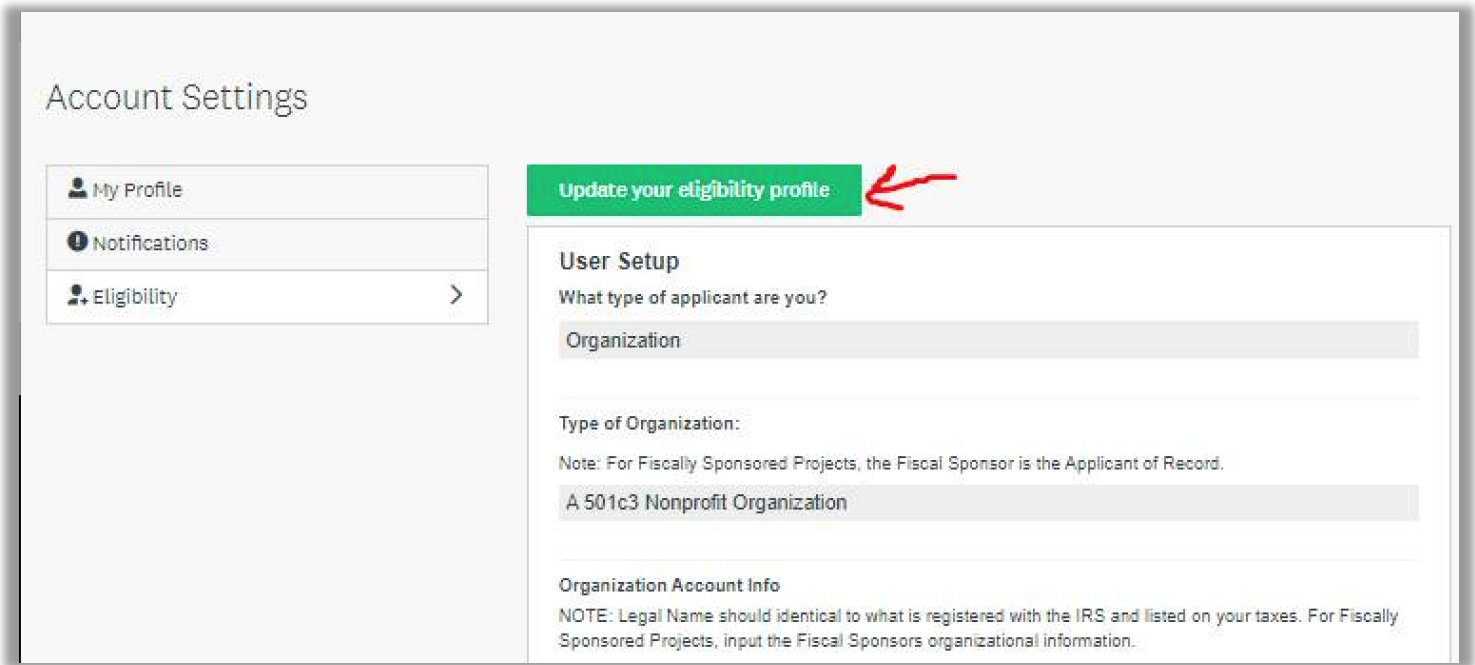 Account Settings
My Profile
Notifications
Eligibility
Update your eligibility profile
User Setup
What type of applicant are you?
Organization
Type of Organization:
Note: For Fiscally Sponsored Projects, the Fiscal Sponsor is the Applicant of Record.
A 501c3 Nonprofit Organization
Organization Account Info
NOTE: Legal Name should identical to what is registered with the IRS and listed on your taxes. For Fiscally
Sponsored Projects, input the Fiscal Sponsors organizational information.